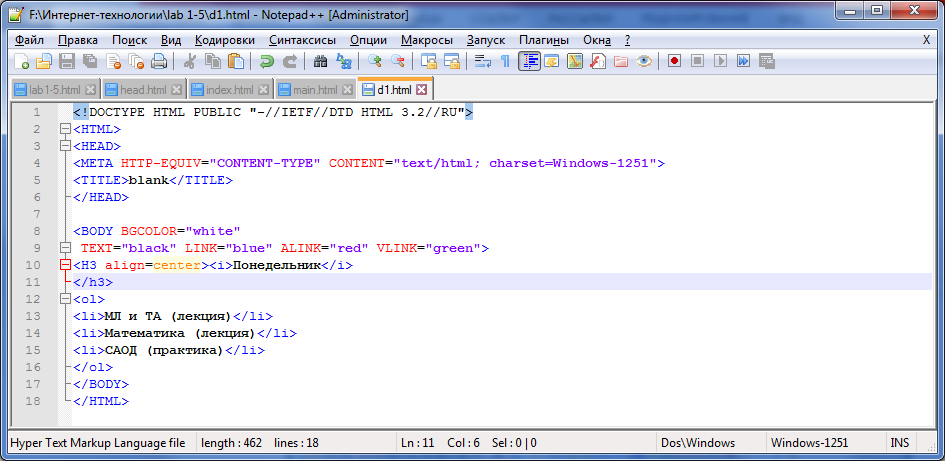 F:\Интернет-технологии\lab 1-5\d1.html - Notepad++ [Administrator]
Файл Правка Поиск Вид Кодировки Синтаксисы Опции Макросы Запуск Плагины Окна ? X
lab1-5.html head.html index.html main.html d1.html
1 <!DOCTYPE HTML PUBLIC "-//IETF//DTD HTML 3.2//RU">
2 <HTML>
3 <HEAD>
4 <META HTTP-EQUIV="CONTENT-TYPE" CONTENT="text/html; charset=Windows-1251">
5 <TITLE>blank</TITLE>
6 </HEAD>
7
8 <BODY BGCOLOR="white"
9 TEXT="black" LINK="blue" ALINK="red" VLINK="green">
10 <H3 align=center><i>Понедельник</i>
11 </h3>
12 <ol>
13 <li>МЛ и ТА (лекция)</li>
14 <li>Математика (лекция)</li>
15 <li>САОД (практика)</li>
16 </ol>
17 </BODY>
18 </HTML>
Hyper Text Markup Language file length : 462 lines : 18 Ln : 11 Col : 6 Sel : 0 | 0 Dos\Windows Windows-1251 INS